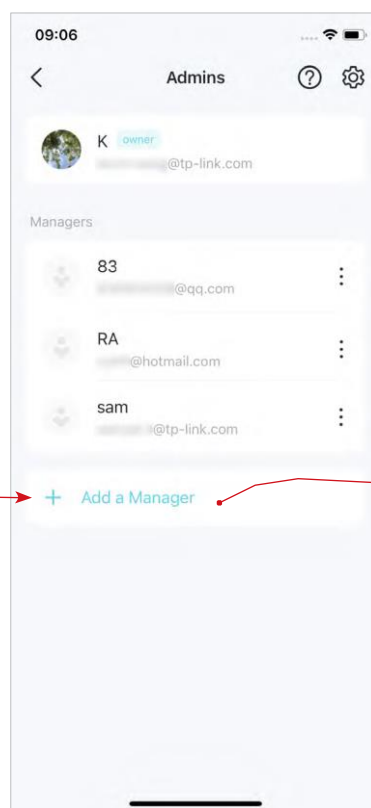 09:06
Admins
K owner
@tp-link.com
Managers
83
@qq.com
RA
@hotmail.com
sam
@tp-link.com
+ Add a Manager